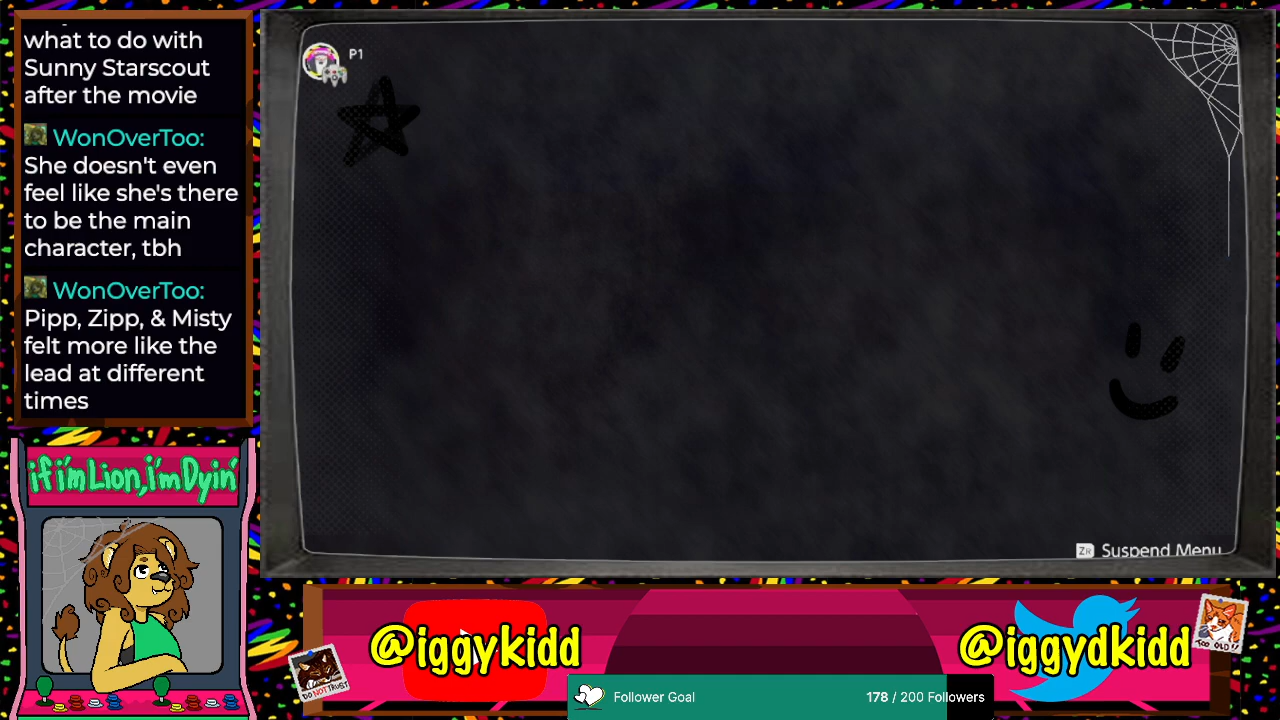 what to do with
Sunny Starscout
after the movie
WonOverToo:
She doesn't even
feel like she's there
to be the main
character, tbh
WonOverToo:
Pipp, Zipp, & Misty
felt more like the
lead at different
times
if i'm Lion, i'm Dyin'
P1
ZR Suspend Menu
@iggykidd
@iggydkidd
DO NOT TRUST
TOO OLD!!
Follower Goal
178 / 200 Followers